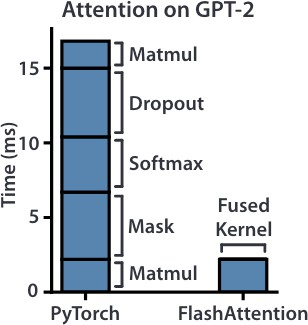 Attention on GPT-2
Time (ms)
15
10
5
0
Matmul
Dropout
Softmax
Mask
Matmul
Fused
Kernel
PyTorch
FlashAttention